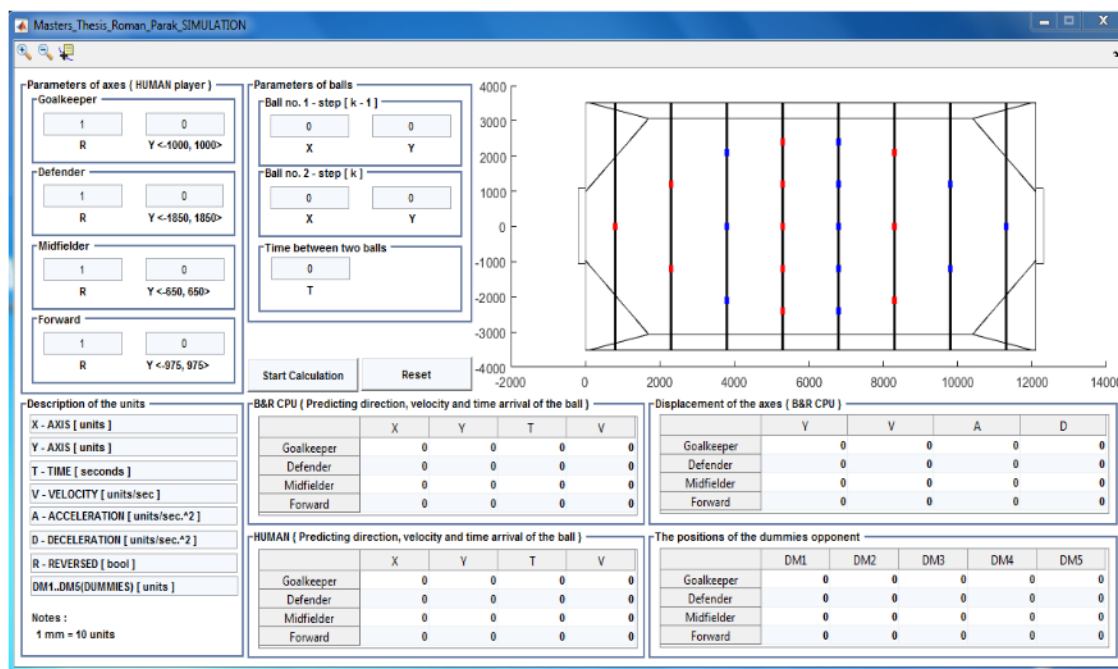 Masters_Thesis_Roman_Parak_SIMULATION
Parameters of axes ( HUMAN player )
Goalkeeper
1 0
R Y <-1000, 1000>
Defender
1 0
R Y <-1850, 1850>
Midfielder
1 0
R Y <-650, 650>
Forward
1 0
R Y <-975, 975>
Parameters of balls
Ball no. 1 - step [ k - 1 ]
0 0
X Y
Ball no. 2 - step [ k ]
0 0
X Y
Time between two balls
0
T
Start Calculation Reset
4000
3000
2000
1000
0
-1000
-2000
-3000
-4000
-2000 0 2000 4000 6000 8000 10000 12000 14000
Description of the units
X - AXIS [ units ]
Y - AXIS [ units ]
T - TIME [ seconds ]
V - VELOCITY [ units/sec ]
A - ACCELERATION [ units/sec.^2 ]
D - DECELERATION [ units/sec.^2 ]
R - REVERSED [ bool ]
DM1..DM5(DUMMIES) [ units ]
Notes :
1 mm = 10 units
B&R CPU ( Predicting direction, velocity and time arrival of the ball )
X Y T V
Goalkeeper 0 0 0 0
Defender 0 0 0 0
Midfielder 0 0 0 0
Forward 0 0 0 0
Displacement of the axes ( B&R CPU )
Y V A D
Goalkeeper 0 0 0 0
Defender 0 0 0 0
Midfielder 0 0 0 0
Forward 0 0 0 0
HUMAN ( Predicting direction, velocity and time arrival of the ball )
X Y T V
Goalkeeper 0 0 0 0
Defender 0 0 0 0
Midfielder 0 0 0 0
Forward 0 0 0 0
The positions of the dummies opponent
DM1 DM2 DM3 DM4 DM5
Goalkeeper 0 0 0 0 0
Defender 0 0 0 0 0
Midfielder 0 0 0 0 0
Forward 0 0 0 0 0